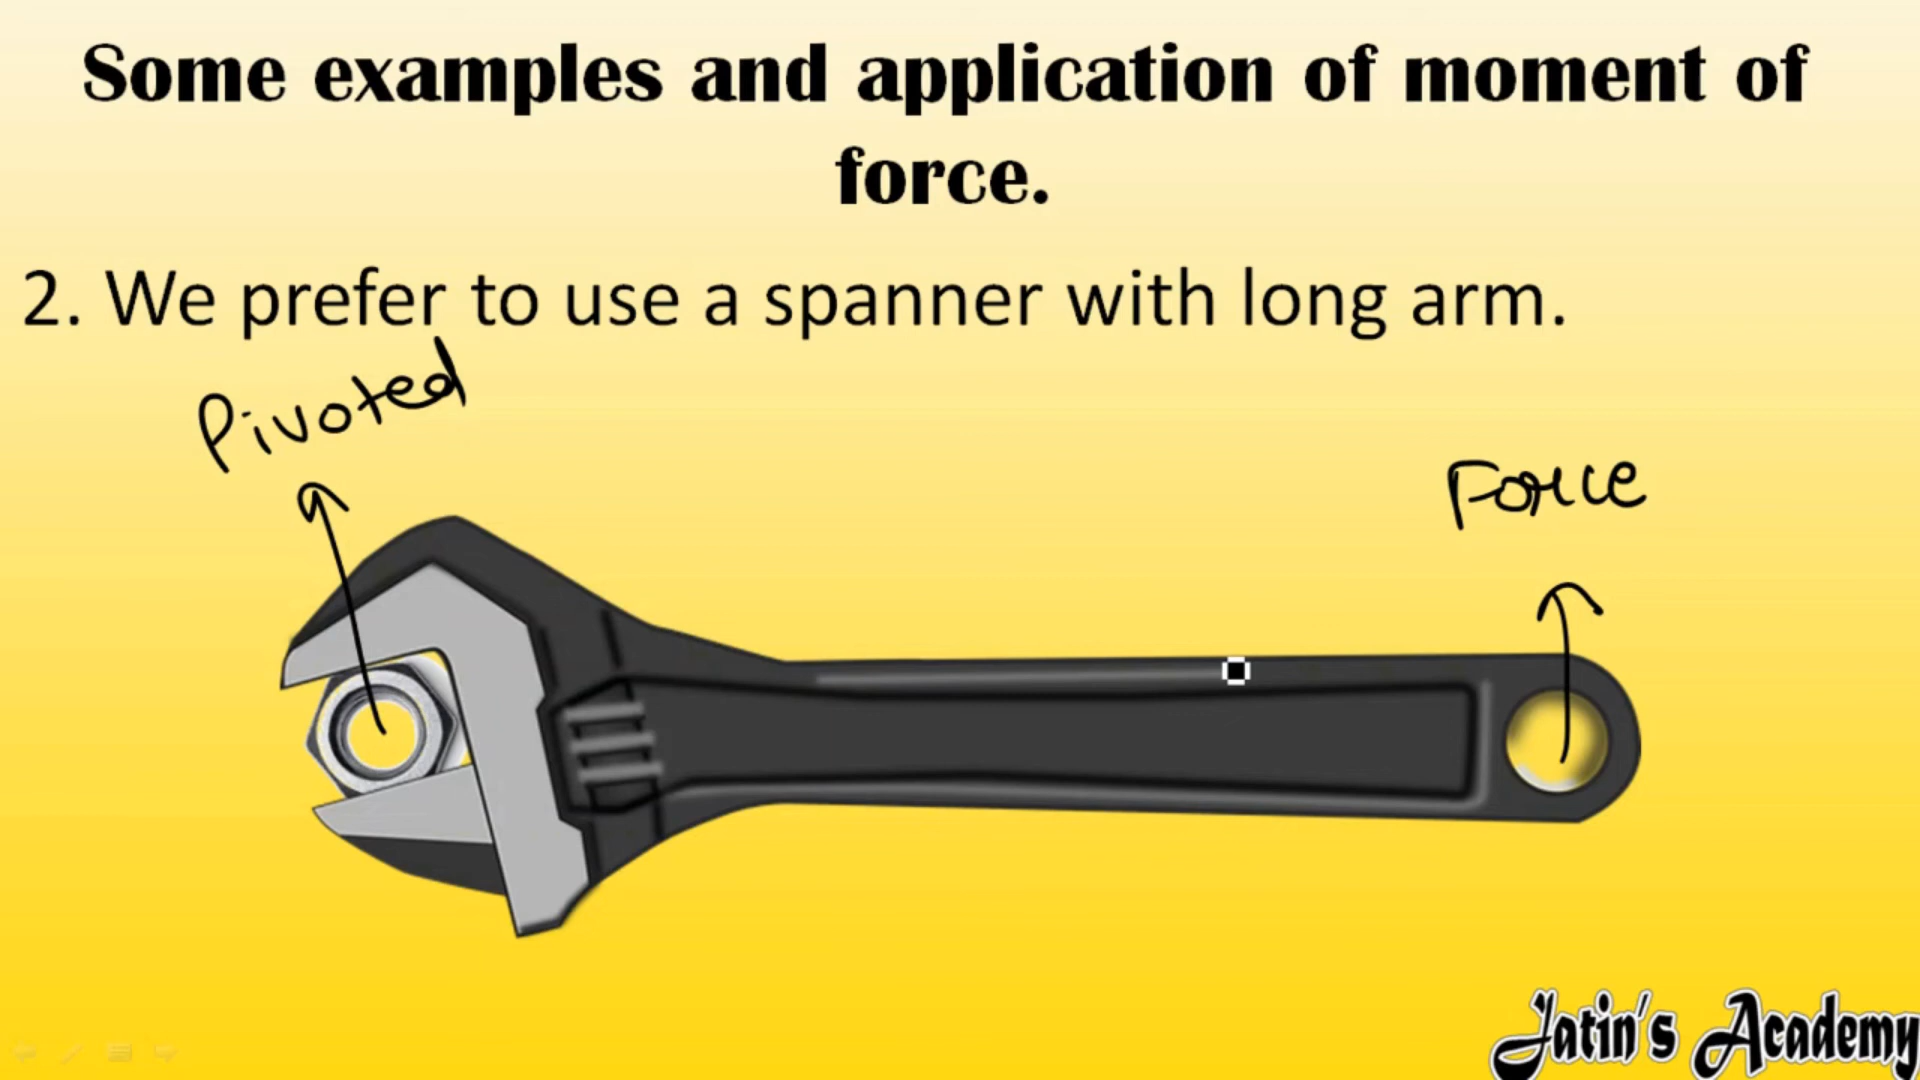 Some examples and application of moment of
force.
2. We prefer to use a spanner with long arm.
Pivoted
Force
Jatin's Academy